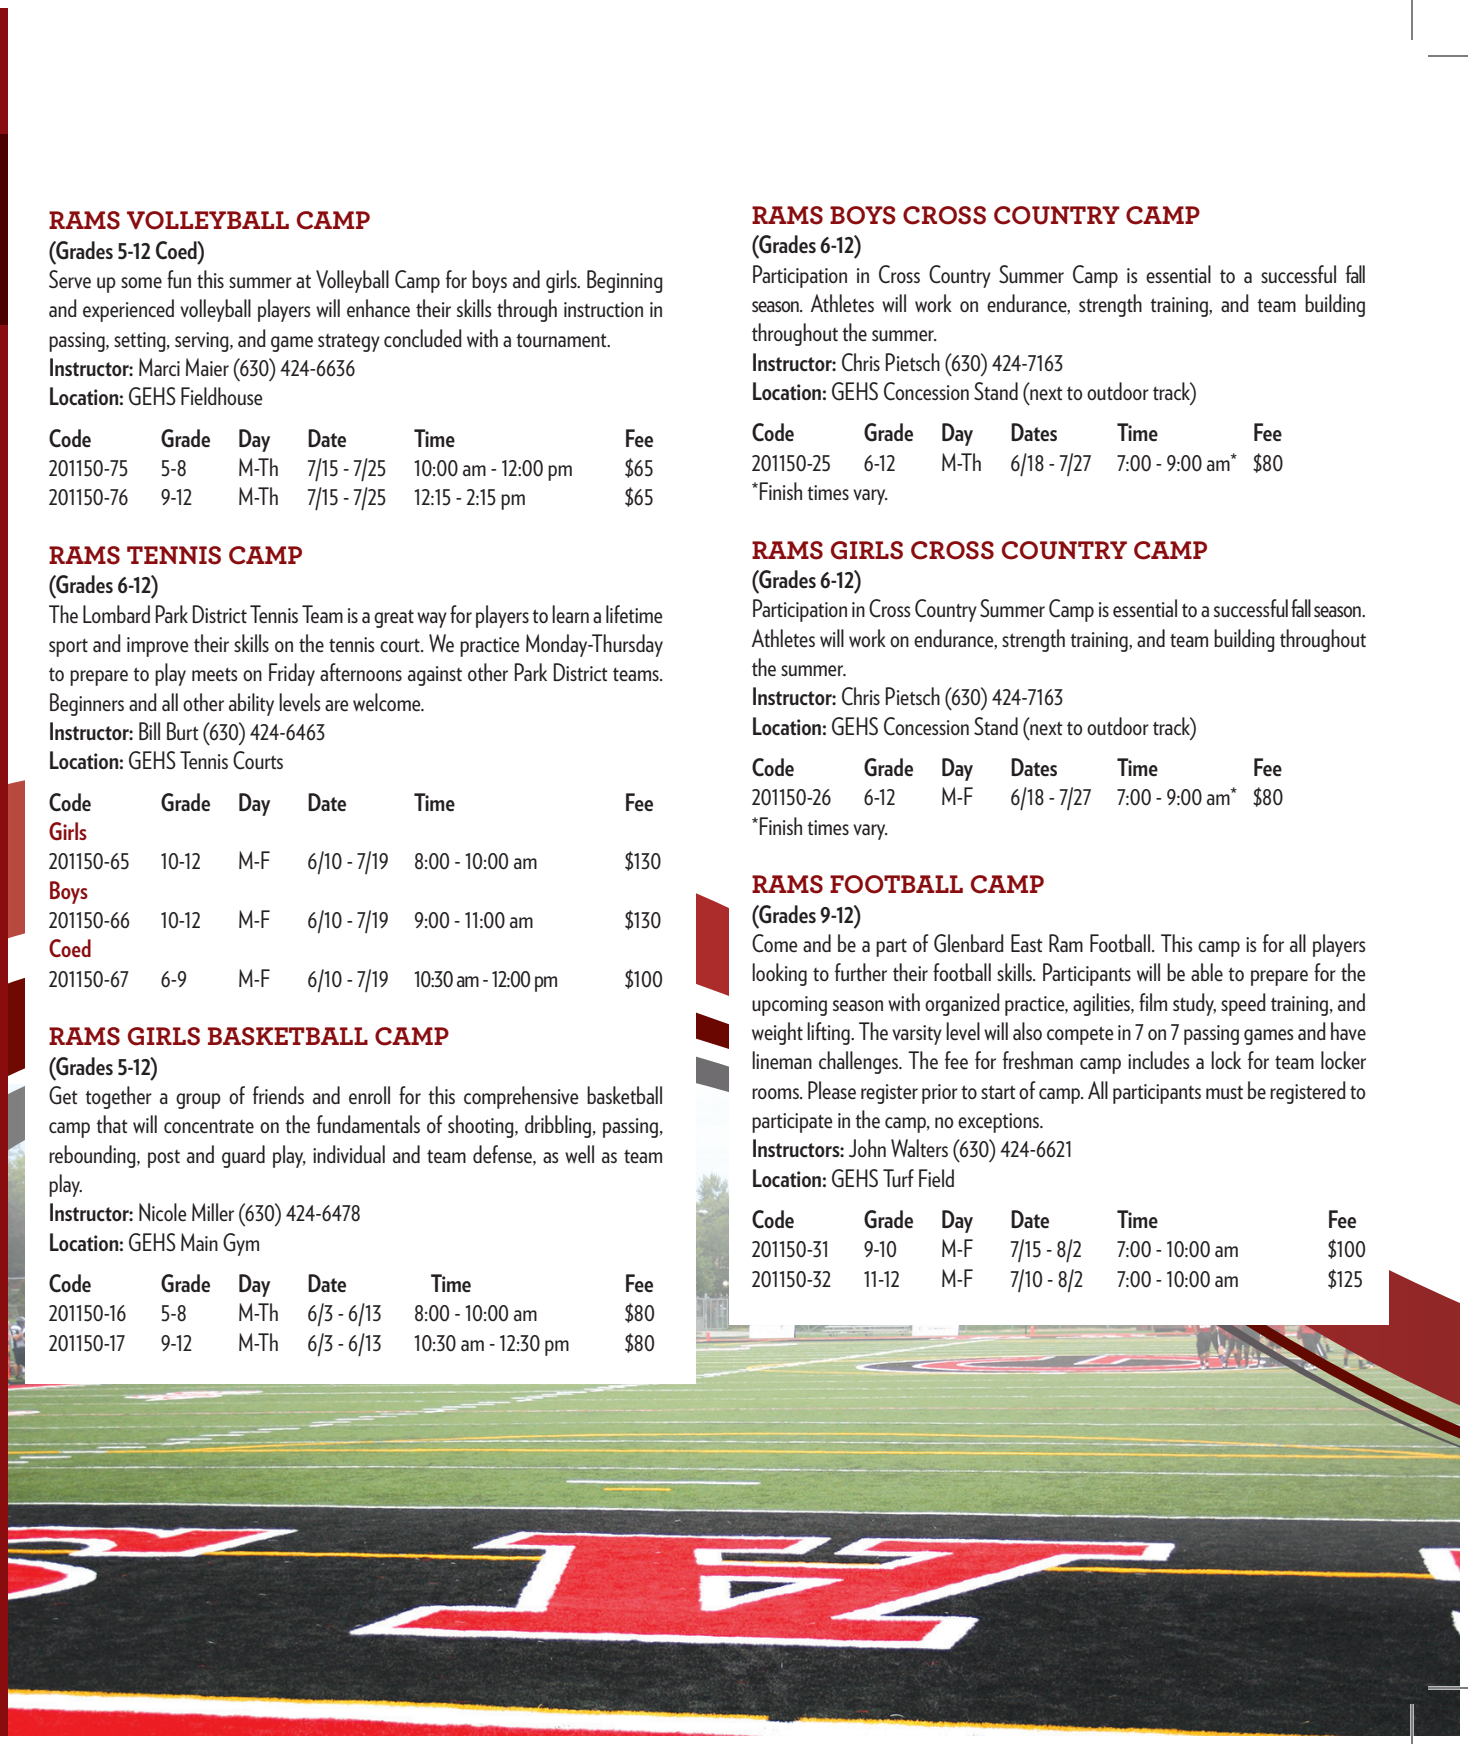 RAMS VOLLEYBALL CAMP
(Grades 5-12 Coed)
Serve up some fun this summer at Volleyball Camp for boys and girls. Beginning
and experienced volleyball players will enhance their skills through instruction in
passing, setting, serving, and game strategy concluded with a tournament.
Instructor: Marci Maier (630) 424-6636
Location: GEHS Fieldhouse
Code Grade Day Date Time Fee
201150-75 5-8 M-Th 7/15 - 7/25 10:00 am - 12:00 pm $65
201150-76 9-12 M-Th 7/15 - 7/25 12:15 - 2:15 pm $65
RAMS TENNIS CAMP
(Grades 6-12)
The Lombard Park District Tennis Team is a great way for players to learn a lifetime
sport and improve their skills on the tennis court. We practice Monday-Thursday
to prepare to play meets on Friday afternoons against other Park District teams.
Beginners and all other ability levels are welcome.
Instructor: Bill Burt (630) 424-6463
Location: GEHS Tennis Courts
Code Grade Day Date Time Fee
Girls
201150-65 10-12 M-F 6/10 - 7/19 8:00 - 10:00 am $130
Boys
201150-66 10-12 M-F 6/10 - 7/19 9:00 - 11:00 am $130
Coed
201150-67 6-9 M-F 6/10 - 7/19 10:30 am - 12:00 pm $100
RAMS GIRLS BASKETBALL CAMP
(Grades 5-12)
Get together a group of friends and enroll for this comprehensive basketball
camp that will concentrate on the fundamentals of shooting, dribbling, passing,
rebounding, post and guard play, individual and team defense, as well as team
play.
Instructor: Nicole Miller (630) 424-6478
Location: GEHS Main Gym
Code Grade Day Date Time Fee
201150-16 5-8 M-Th 6/3 - 6/13 8:00 - 10:00 am $80
201150-17 9-12 M-Th 6/3 - 6/13 10:30 am - 12:30 pm $80
RAMS BOYS CROSS COUNTRY CAMP
(Grades 6-12)
Participation in Cross Country Summer Camp is essential to a successful fall
season. Athletes will work on endurance, strength training, and team building
throughout the summer.
Instructor: Chris Pietsch (630) 424-7163
Location: GEHS Concession Stand (next to outdoor track)
Code Grade Day Dates Time Fee
201150-25 6-12 M-Th 6/18 - 7/27 7:00 - 9:00 am* $80
*Finish times vary.
RAMS GIRLS CROSS COUNTRY CAMP
(Grades 6-12)
Participation in Cross Country Summer Camp is essential to a successful fall season.
Athletes will work on endurance, strength training, and team building throughout
the summer.
Instructor: Chris Pietsch (630) 424-7163
Location: GEHS Concession Stand (next to outdoor track)
Code Grade Day Dates Time Fee
201150-26 6-12 M-F 6/18 - 7/27 7:00 - 9:00 am* $80
*Finish times vary.
RAMS FOOTBALL CAMP
(Grades 9-12)
Come and be a part of Glenbard East Ram Football. This camp is for all players
looking to further their football skills. Participants will be able to prepare for the
upcoming season with organized practice, agilities, film study, speed training, and
weight lifting. The varsity level will also compete in 7 on 7 passing games and have
lineman challenges. The fee for freshman camp includes a lock for team locker
rooms. Please register prior to start of camp. All participants must be registered to
participate in the camp, no exceptions.
Instructors: John Walters (630) 424-6621
Location: GEHS Turf Field
Code Grade Day Date Time Fee
201150-31 9-10 M-F 7/15 - 8/2 7:00 - 10:00 am $100
201150-32 11-12 M-F 7/10 - 8/2 7:00 - 10:00 am $125